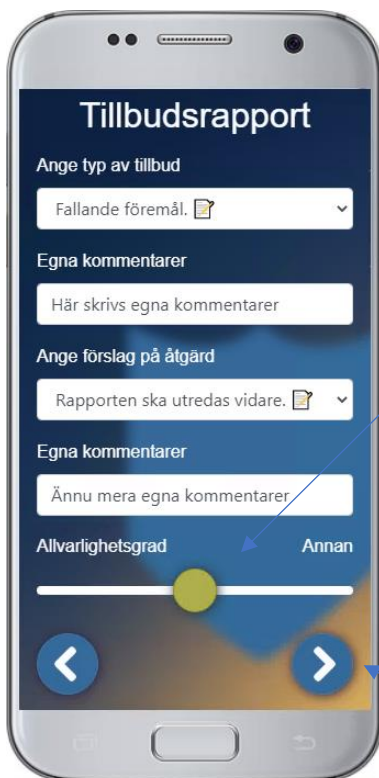 Tillbudsrapport
Ange typ av tillbud
Fallande föremål. 📝
Egna kommentarer
Här skrivs egna kommentarer
Ange förslag på åtgärd
Rapporten ska utredas vidare. 📝
Egna kommentarer
Ännu mera egna kommentarer
Allvarlighetsgrad Annan